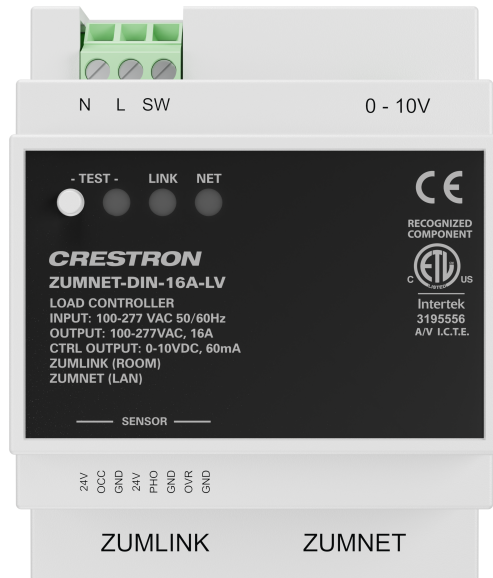 N L SW
0 - 10V
- TEST - LINK NET
CE
RECOGNIZED
COMPONENT
ETL
LISTED
C US
Intertek
3195556
A/V I.C.T.E.
CRESTRON
ZUMNET-DIN-16A-LV
LOAD CONTROLLER
INPUT: 100-277 VAC 50/60Hz
OUTPUT: 100-277VAC, 16A
CTRL OUTPUT: 0-10VDC, 60mA
ZUMLINK (ROOM)
ZUMNET (LAN)
SENSOR
24V
OCC
GND
24V
PHO
GND
OVR
GND
ZUMLINK
ZUMNET